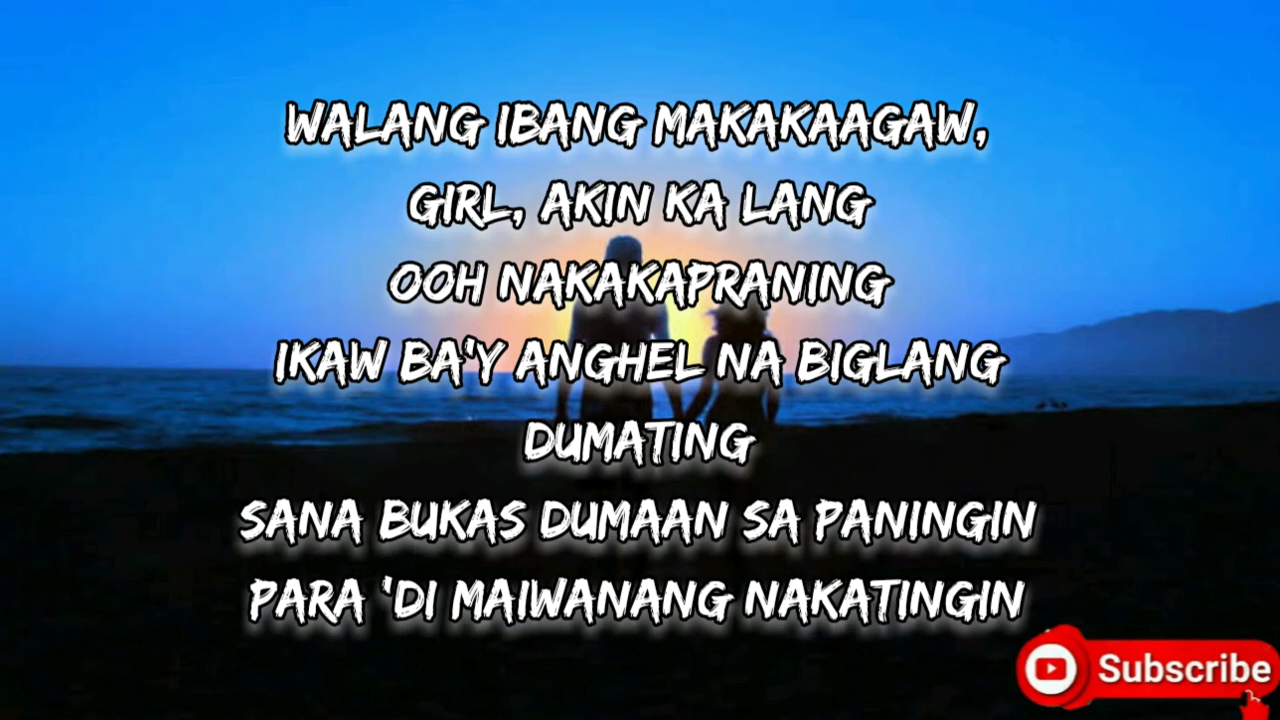 WALANG IBANG MAKAKAAGAW,
GIRL, AKIN KA LANG
OOH NAKAKAPRANING
IKAW BA'Y ANGHEL NA BIGLANG
DUMATING
SANA BUKAS DUMAAN SA PANINGIN
PARA 'DI MAIWANANG NAKATINGIN
Subscribe